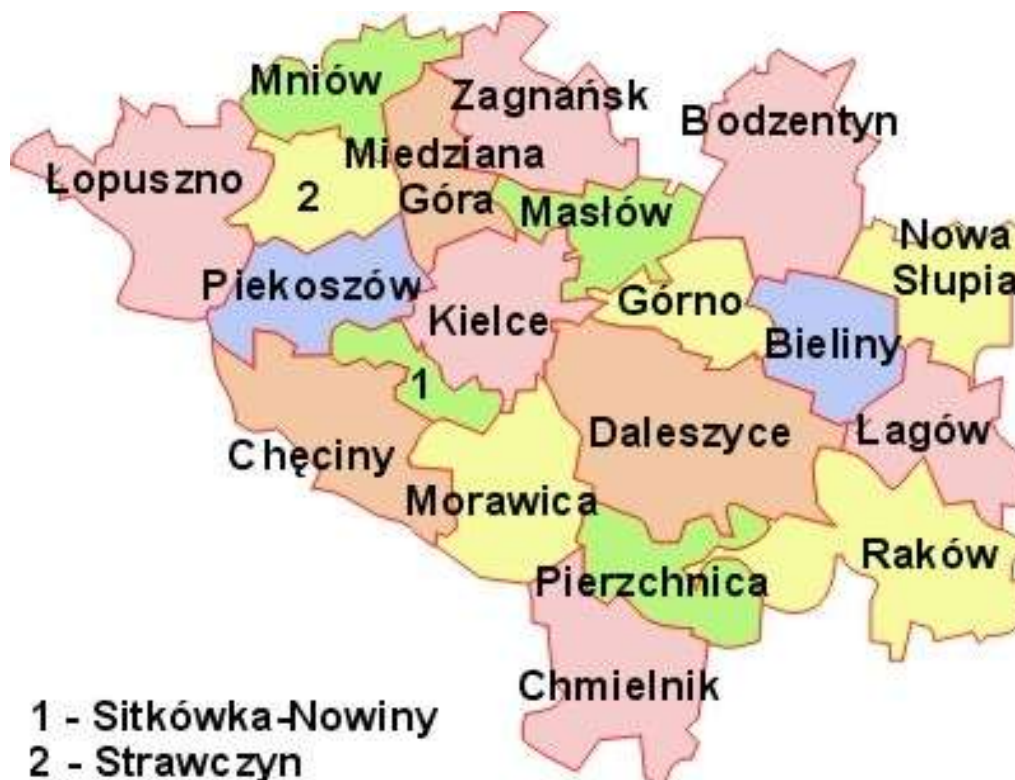 Mniów
Zagnańsk
Bodzentyn
Łopuszno
2
Miedziana
Góra
Masłów
Nowa
Słupia
Piekoszów
Kielce
Górno
Bieliny
1
Chęciny
Daleszyce
Łagów
Morawica
Pierzchnica
Raków
Chmielnik
1 - Sitkówka-Nowiny
2 - Strawczyn